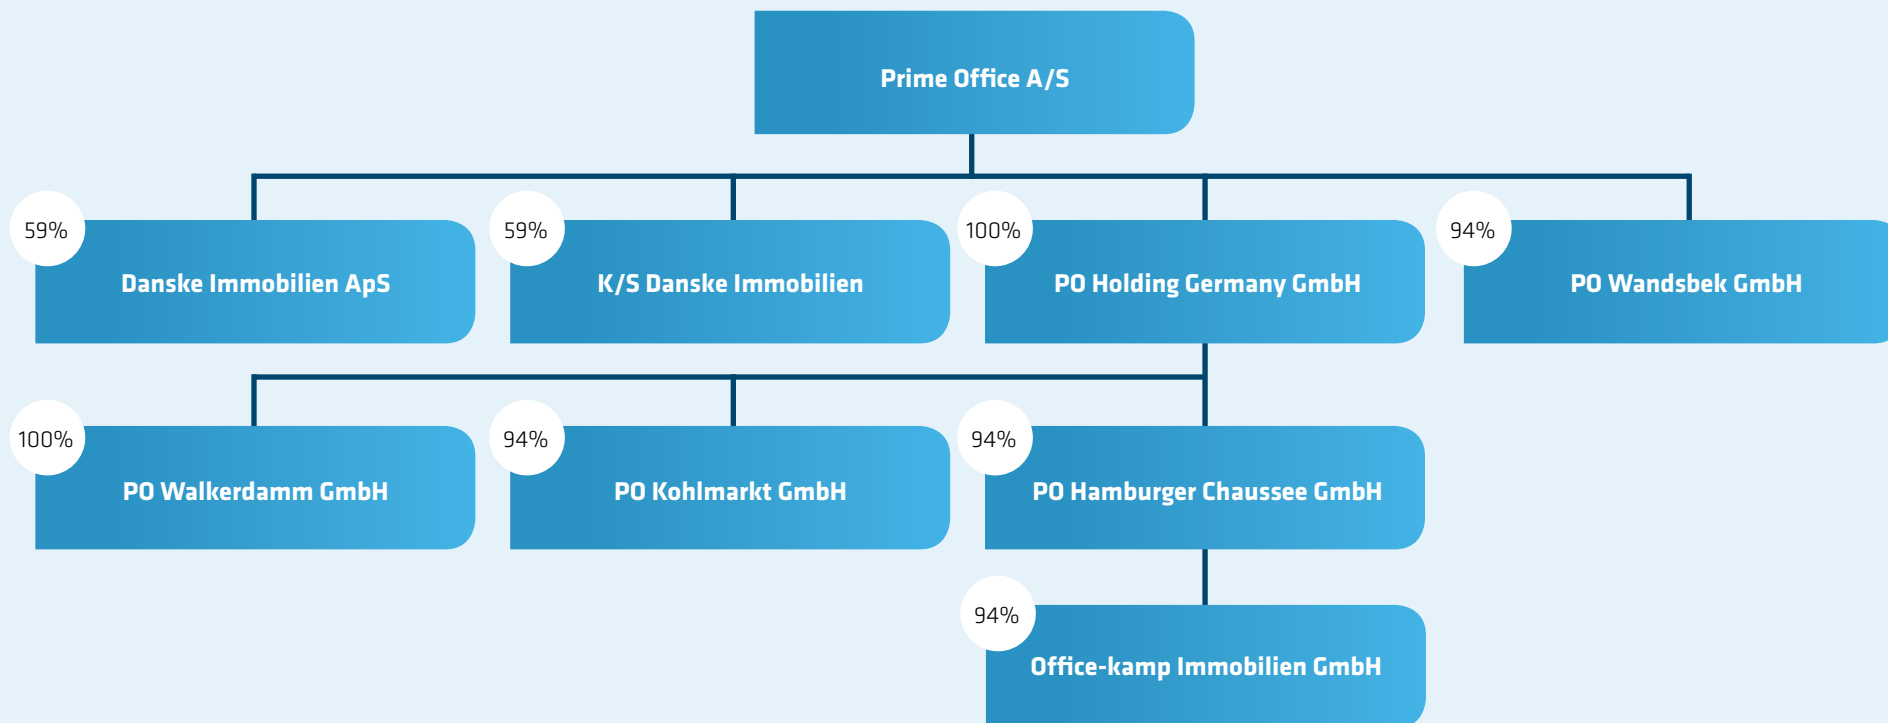 Prime Office A/S
59%
59%
100%
94%
Danske Immobilien ApS
K/S Danske Immobilien
PO Holding Germany GmbH
PO Wandsbek GmbH
100%
94%
94%
PO Walkerdamm GmbH
PO Kohlmarkt GmbH
PO Hamburger Chaussee GmbH
94%
Office-kamp Immobilien GmbH